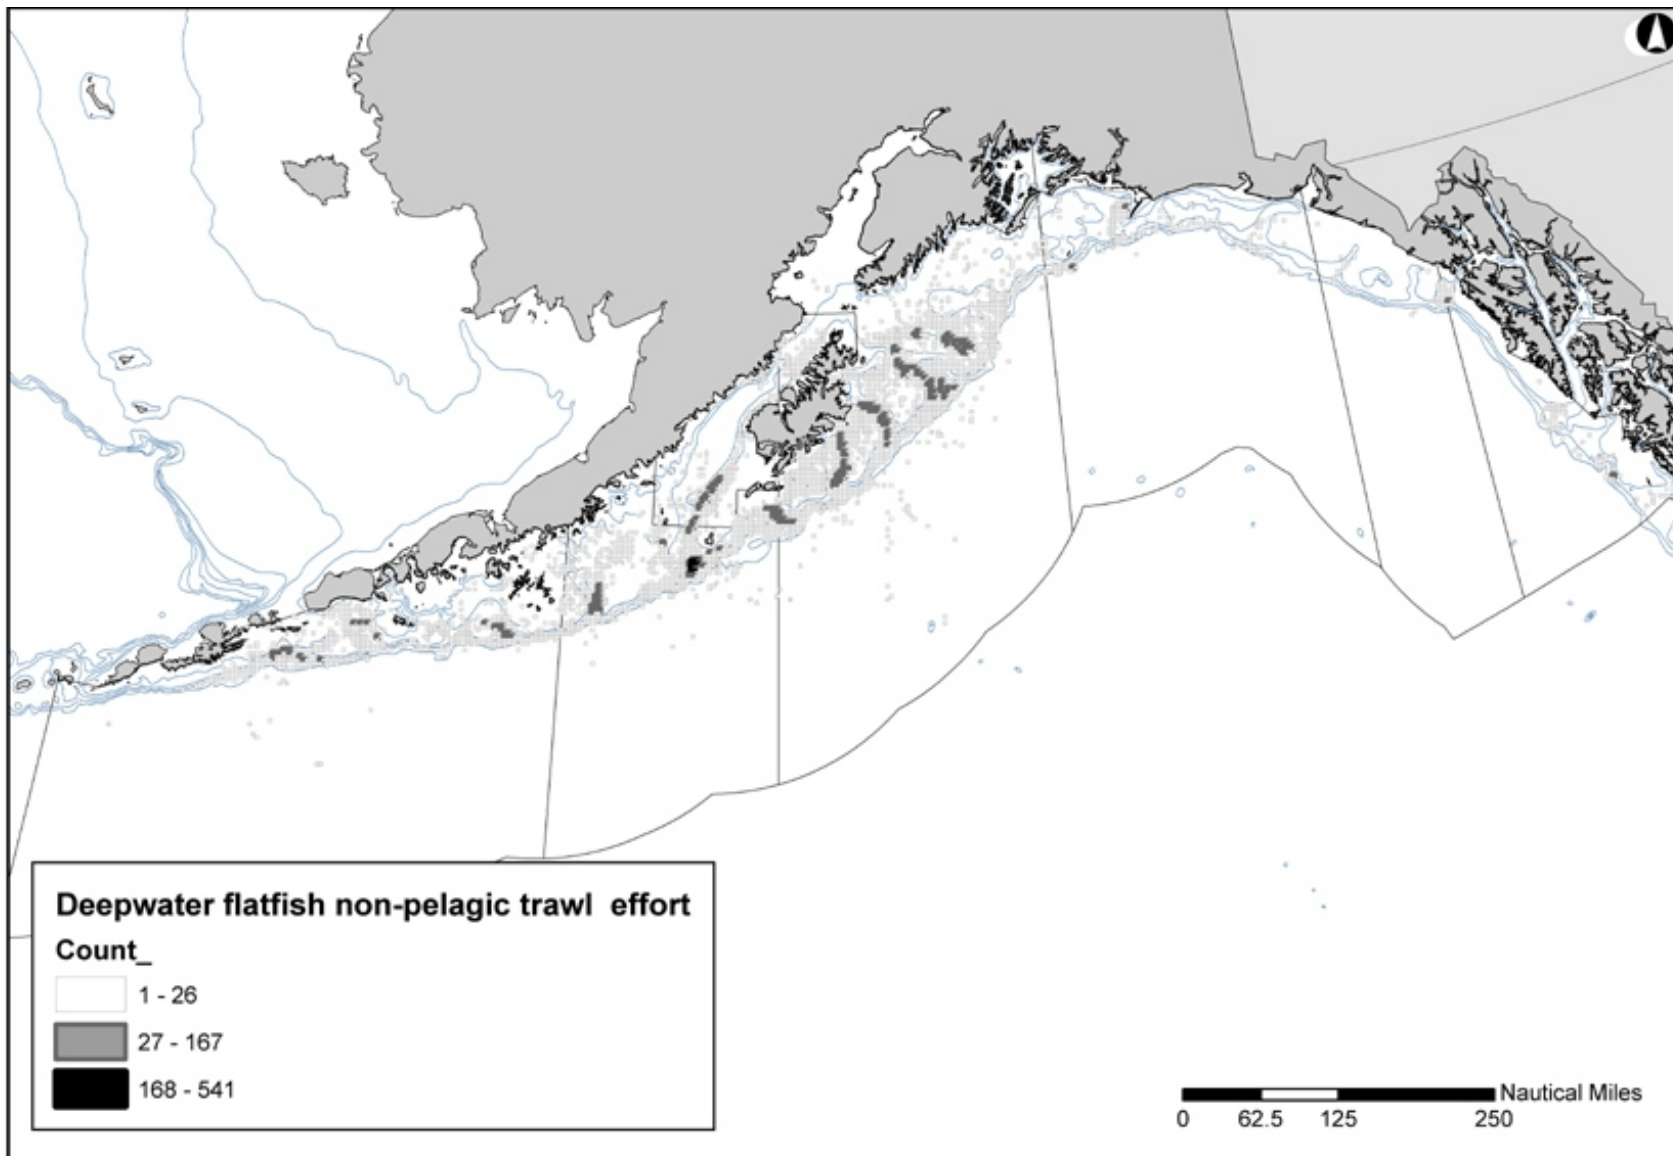 Deepwater flatfish non-pelagic trawl effort
Count_
1 - 26
27 - 167
168 - 541
Nautical Miles
0 62.5 125 250